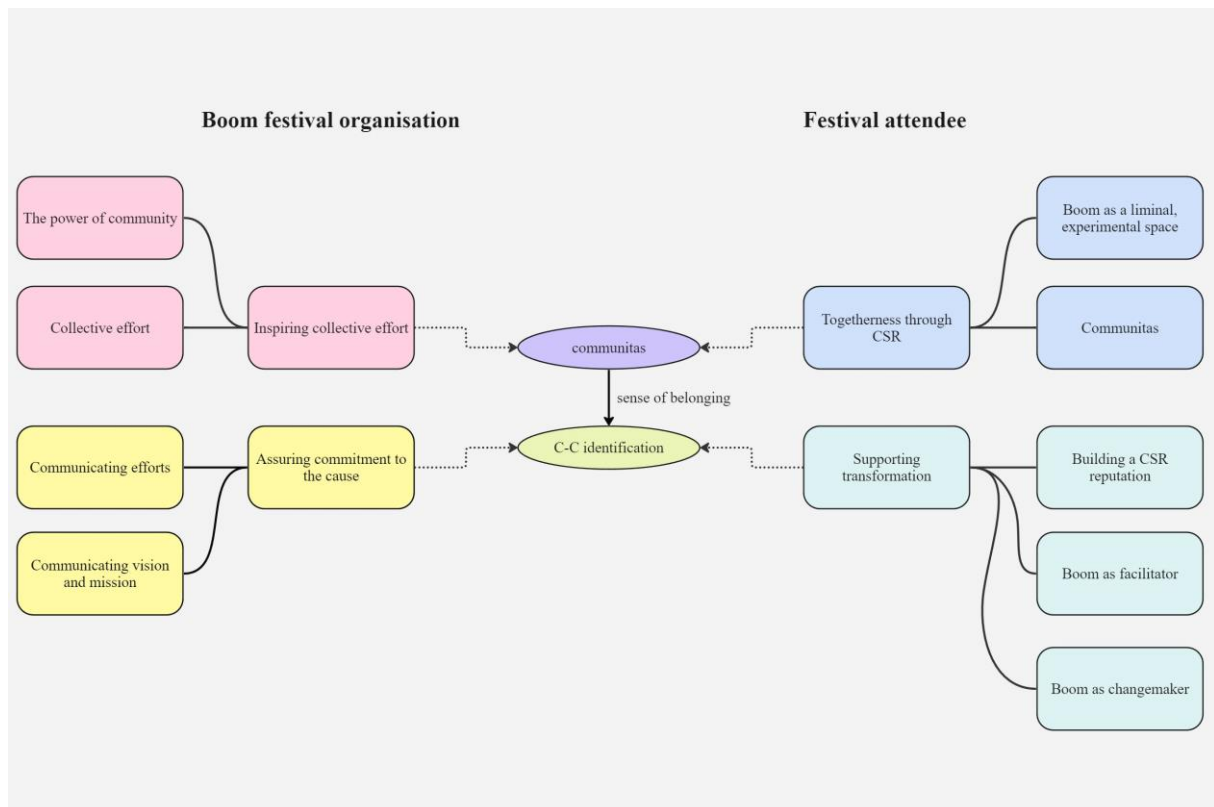 Boom festival organisation
Festival attendee
The power of community
Boom as a liminal,
experimental space
Collective effort
Inspiring collective effort
communitas
Togetherness through
CSR
Communitas
sense of belonging
Communicating efforts
Assuring commitment to
the cause
C-C identification
Supporting
transformation
Building a CSR
reputation
Communicating vision
and mission
Boom as facilitator
Boom as changemaker